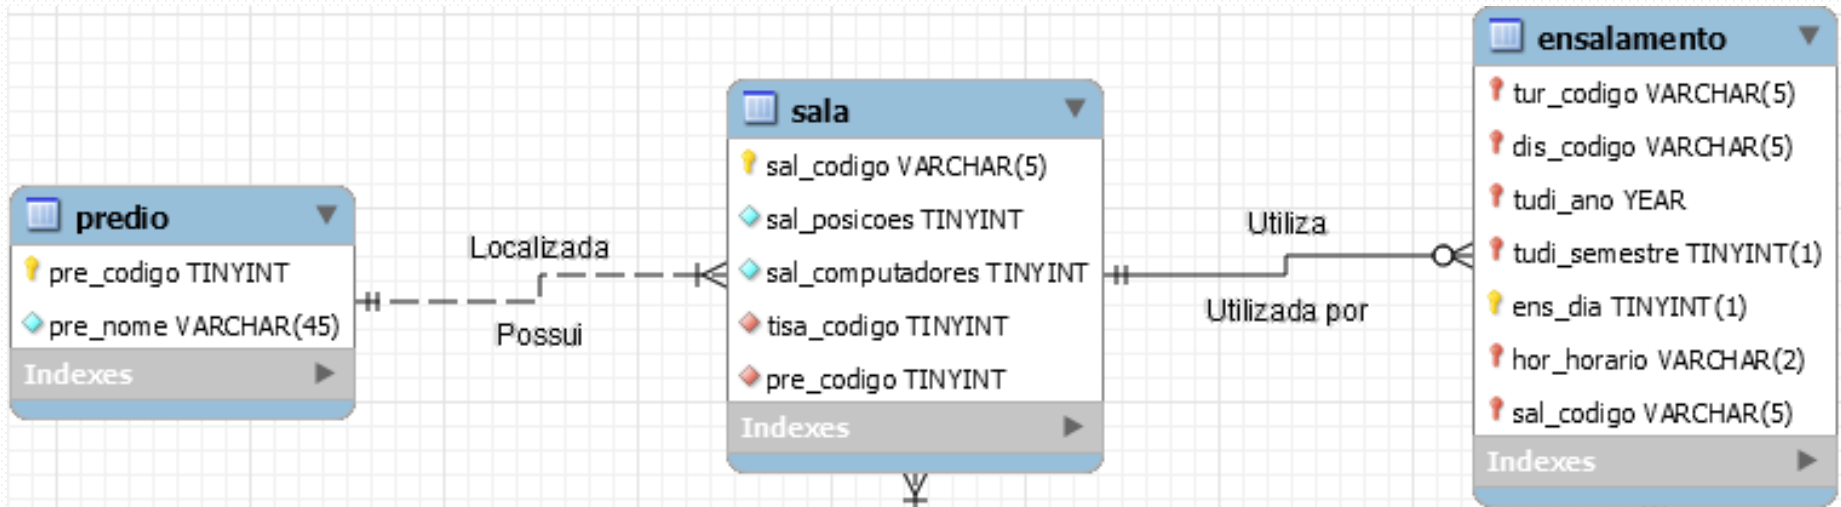 predio
pre_codigo TINYINT
pre_nome VARCHAR(45)
Indexes
Localizada
Possui
sala
sal_codigo VARCHAR(5)
sal_posicoes TINYINT
sal_computadores TINYINT
tisa_codigo TINYINT
pre_codigo TINYINT
Indexes
Utiliza
Utilizada por
ensalamento
tur_codigo VARCHAR(5)
dis_codigo VARCHAR(5)
tudi_ano YEAR
tudi_semestre TINYINT(1)
ens_dia TINYINT(1)
hor_horario VARCHAR(2)
sal_codigo VARCHAR(5)
Indexes